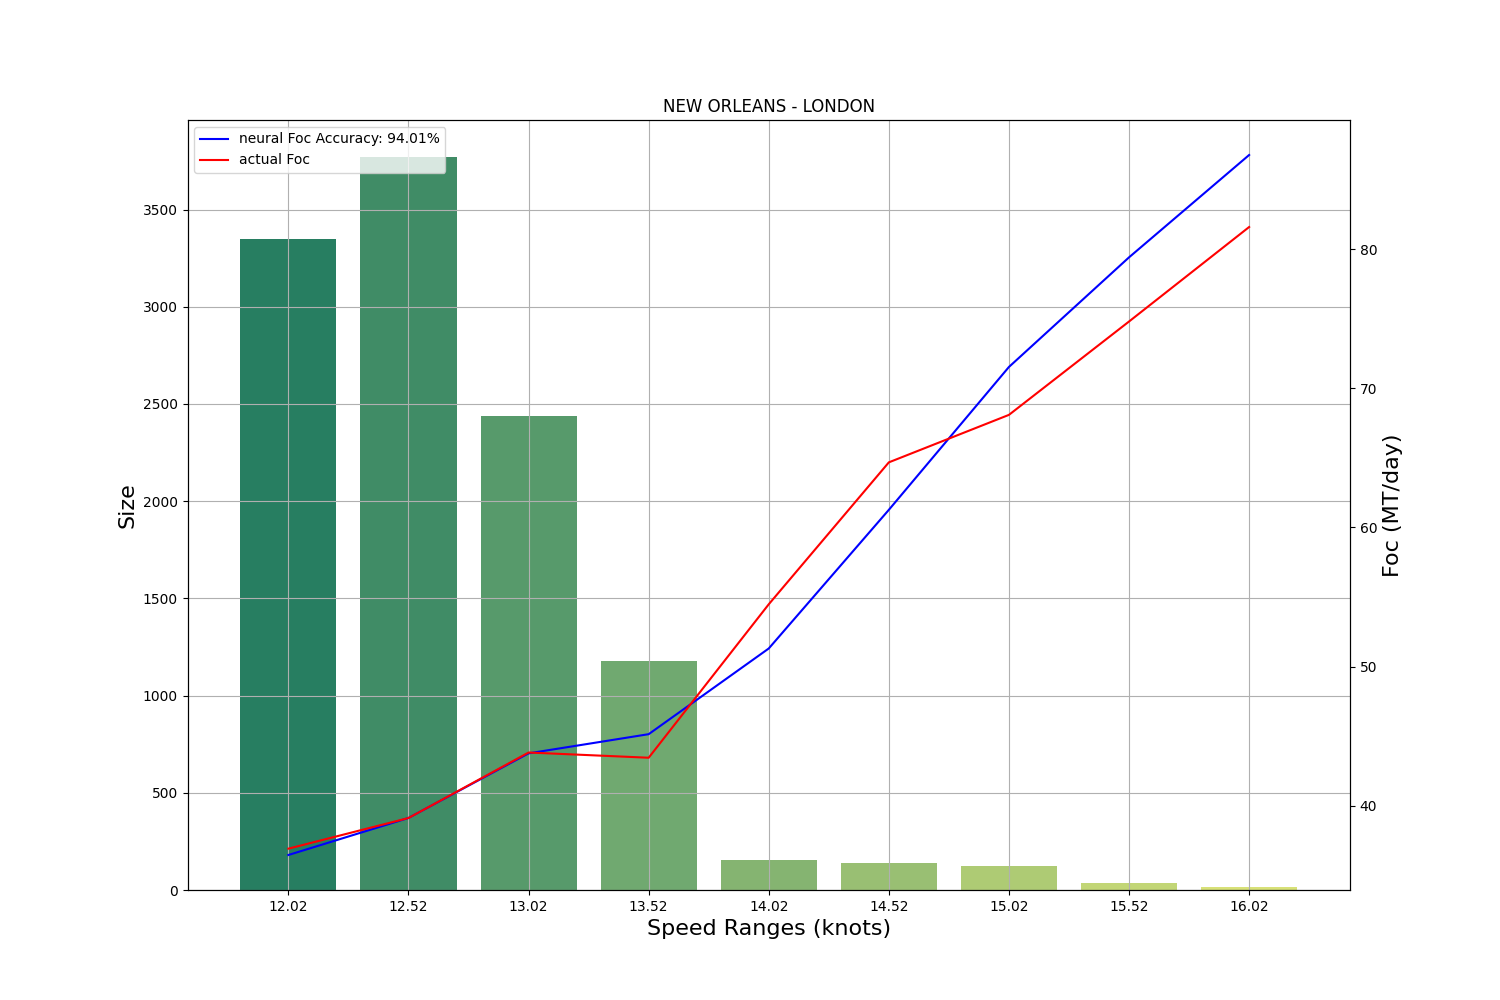 NEW ORLEANS - LONDON
neural Foc Accuracy: 94.01%
actual Foc
3500
3000
2500
2000
1500
1000
500
0
Size
80
70
60
50
40
Foc (MT/day)
12.02 12.52 13.02 13.52 14.02 14.52 15.02 15.52 16.02
Speed Ranges (knots)